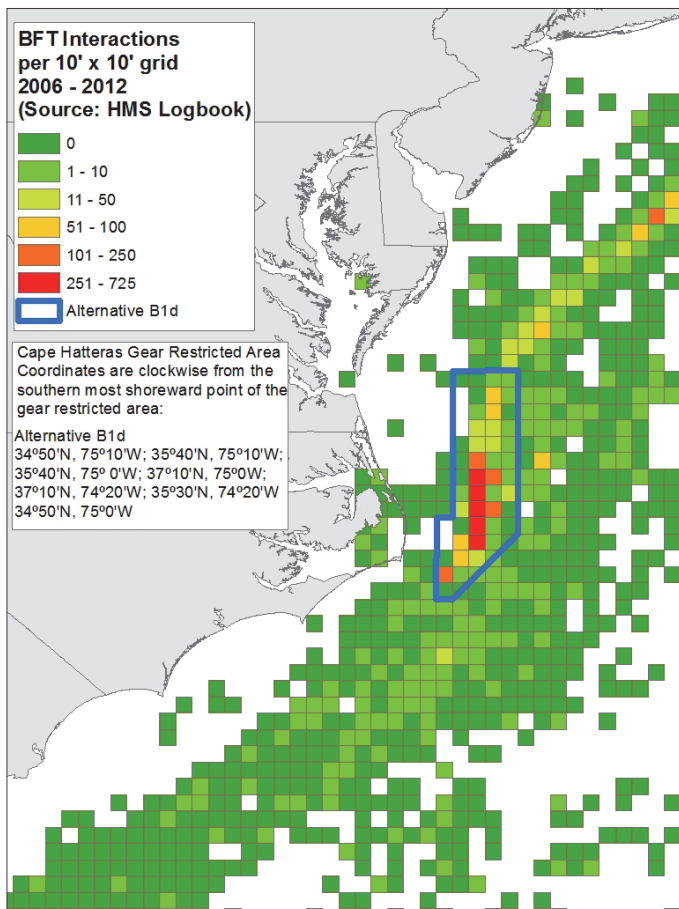 BFT Interactions
per 10' x 10' grid
2006 - 2012
(Source: HMS Logbook)
0
1 - 10
11 - 50
51 - 100
101 - 250
251 - 725
Alternative B1d
Cape Hatteras Gear Restricted Area
Coordinates are clockwise from the
southern most shoreward point of the
gear restricted area:
Alternative B1d
34º50'N, 75º10'W; 35º40'N, 75º10'W;
35º40'N, 75º 0'W; 37º10'N, 75º0'W;
37º10'N, 74º20'W; 35º30'N, 74º20'W
34º50'N, 75º0'W